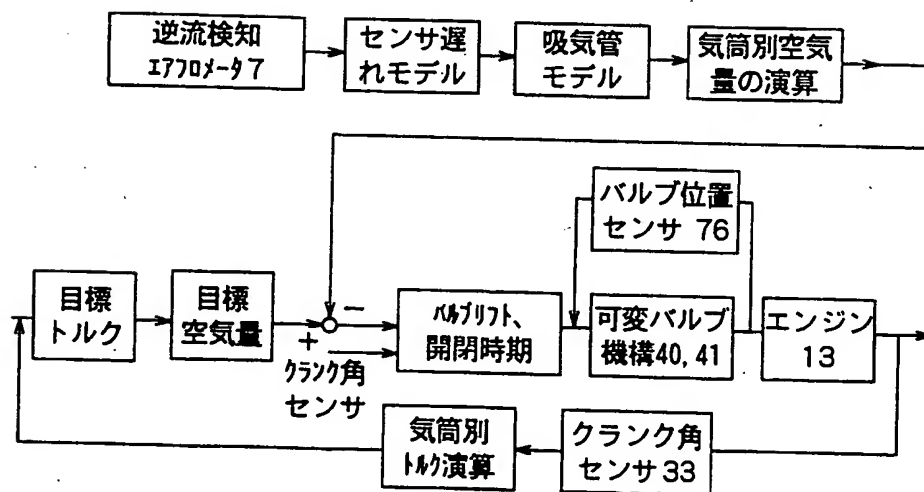 逆流検知
エアフロメータ7
センサ遅
れモデル
吸気管
モデル
気筒別空気
量の演算
バルブ位置
センサ 76
目標
トルク
目標
空気量
−
+
クランク角
センサ
バルブリフト、
開閉時期
可変バルブ
機構40, 41
エンジン
13
気筒別
トルク演算
クランク角
センサ33